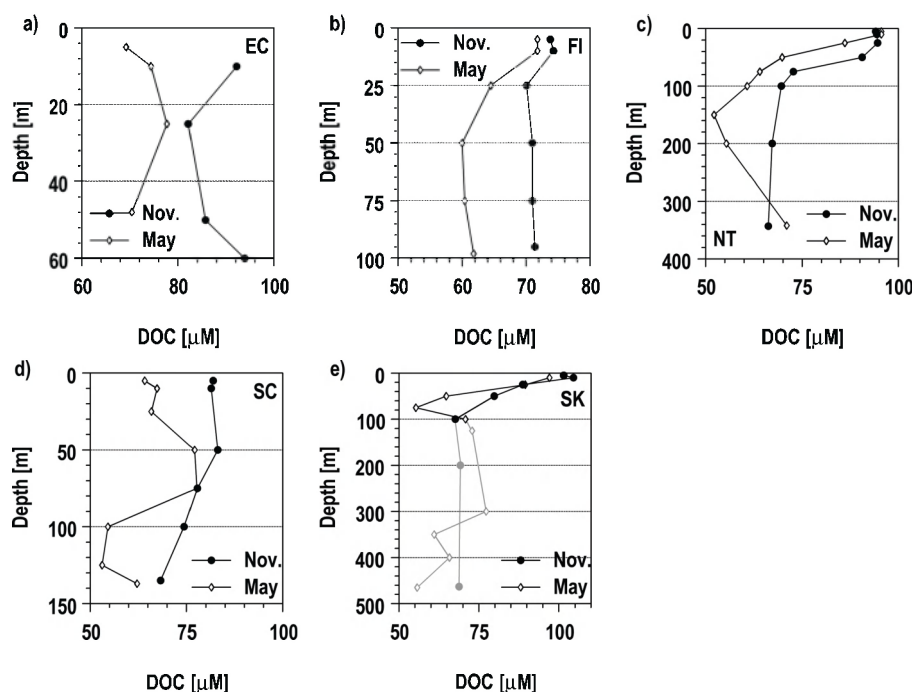 a)
EC
0
20
40
60
60 80 100
Depth [m]
DOC [µM]
Nov.
May
b)
FI
0
25
50
75
100
50 60 70 80
Depth [m]
DOC [µM]
Nov.
May
c)
NT
0
100
200
300
400
50 75 100
Depth [m]
DOC [µM]
Nov.
May
d)
SC
0
50
100
150
50 75 100
Depth [m]
DOC [µM]
Nov.
May
e)
SK
0
100
200
300
400
500
50 75 100
Depth [m]
DOC [µM]
Nov.
May